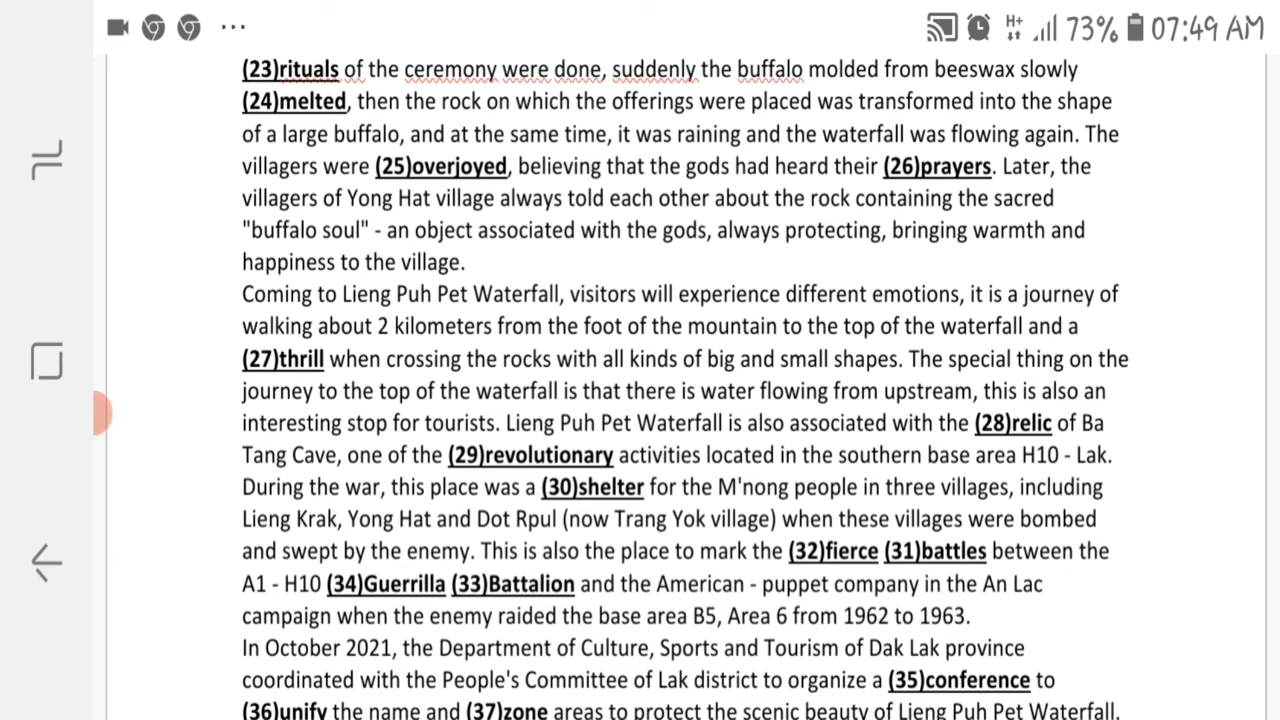 H+ 73% 07:49 AM
(23)rituals of the ceremony were done, suddenly the buffalo molded from beeswax slowly
(24)melted, then the rock on which the offerings were placed was transformed into the shape
of a large buffalo, and at the same time, it was raining and the waterfall was flowing again. The
villagers were (25)overjoyed, believing that the gods had heard their (26)prayers. Later, the
villagers of Yong Hat village always told each other about the rock containing the sacred
"buffalo soul" - an object associated with the gods, always protecting, bringing warmth and
happiness to the village.
Coming to Lieng Puh Pet Waterfall, visitors will experience different emotions, it is a journey of
walking about 2 kilometers from the foot of the mountain to the top of the waterfall and a
(27)thrill when crossing the rocks with all kinds of big and small shapes. The special thing on the
journey to the top of the waterfall is that there is water flowing from upstream, this is also an
interesting stop for tourists. Lieng Puh Pet Waterfall is also associated with the (28)relic of Ba
Tang Cave, one of the (29)revolutionary activities located in the southern base area H10 - Lak.
During the war, this place was a (30)shelter for the M'nong people in three villages, including
Lieng Krak, Yong Hat and Dot Rpul (now Trang Yok village) when these villages were bombed
and swept by the enemy. This is also the place to mark the (32)fierce (31)battles between the
A1 - H10 (34)Guerrilla (33)Battalion and the American - puppet company in the An Lac
campaign when the enemy raided the base area B5, Area 6 from 1962 to 1963.
In October 2021, the Department of Culture, Sports and Tourism of Dak Lak province
coordinated with the People's Committee of Lak district to organize a (35)conference to
(36)unify the name and (37)zone areas to protect the scenic beauty of Lieng Puh Pet Waterfall.